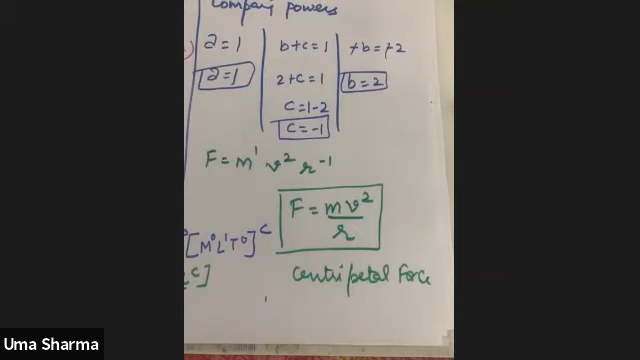 Company powers
a = 1 | b+c = 1 | +b = +2
a = 1 | 2+c = 1 | b = 2
c = 1-2
c = -1
F = m¹ v² r⁻¹
F = mv²/r
[M⁰L¹T⁰]ᶜ
ᶜ]
Centripetal Force
Uma Sharma